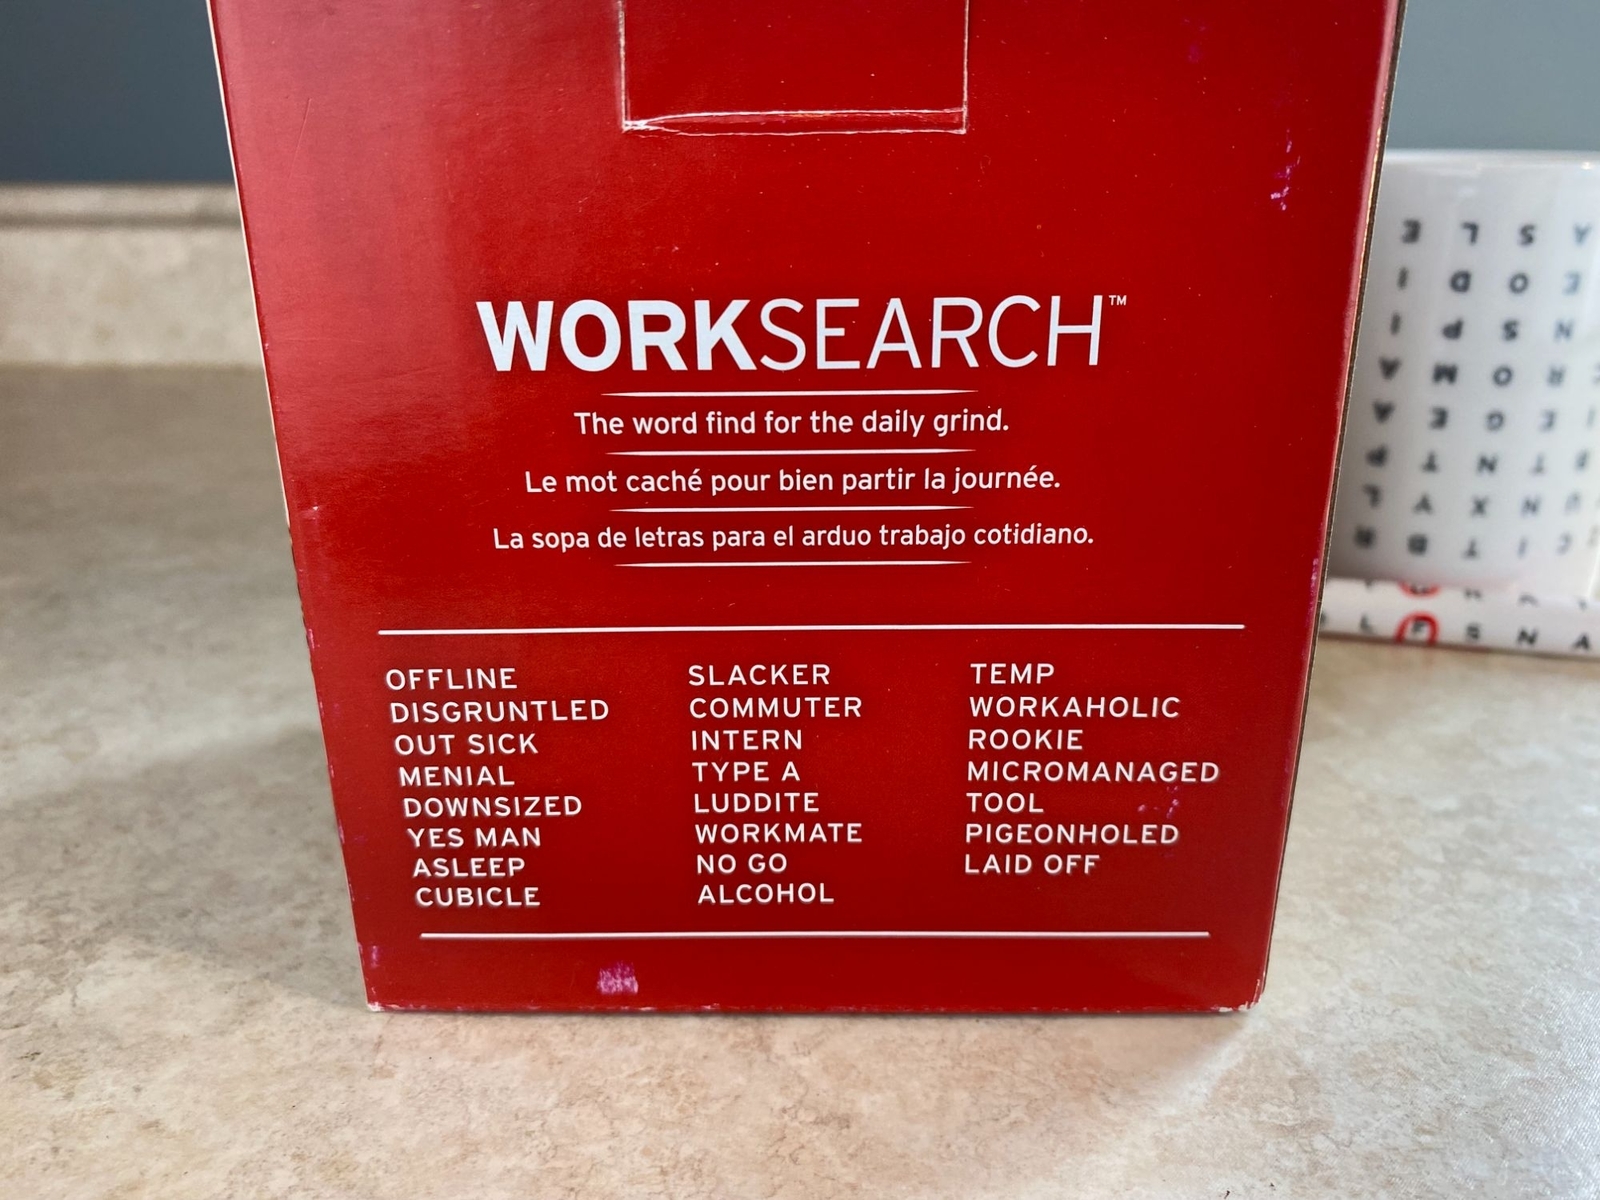 WORKSEARCH™
The word find for the daily grind.
Le mot caché pour bien partir la journée.
La sopa de letras para el arduo trabajo cotidiano.
OFFLINE
DISGRUNTLED
OUT SICK
MENIAL
DOWNSIZED
YES MAN
ASLEEP
CUBICLE
SLACKER
COMMUTER
INTERN
TYPE A
LUDDITE
WORKMATE
NO GO
ALCOHOL
TEMP
WORKAHOLIC
ROOKIE
MICROMANAGED
TOOL
PIGEONHOLED
LAID OFF